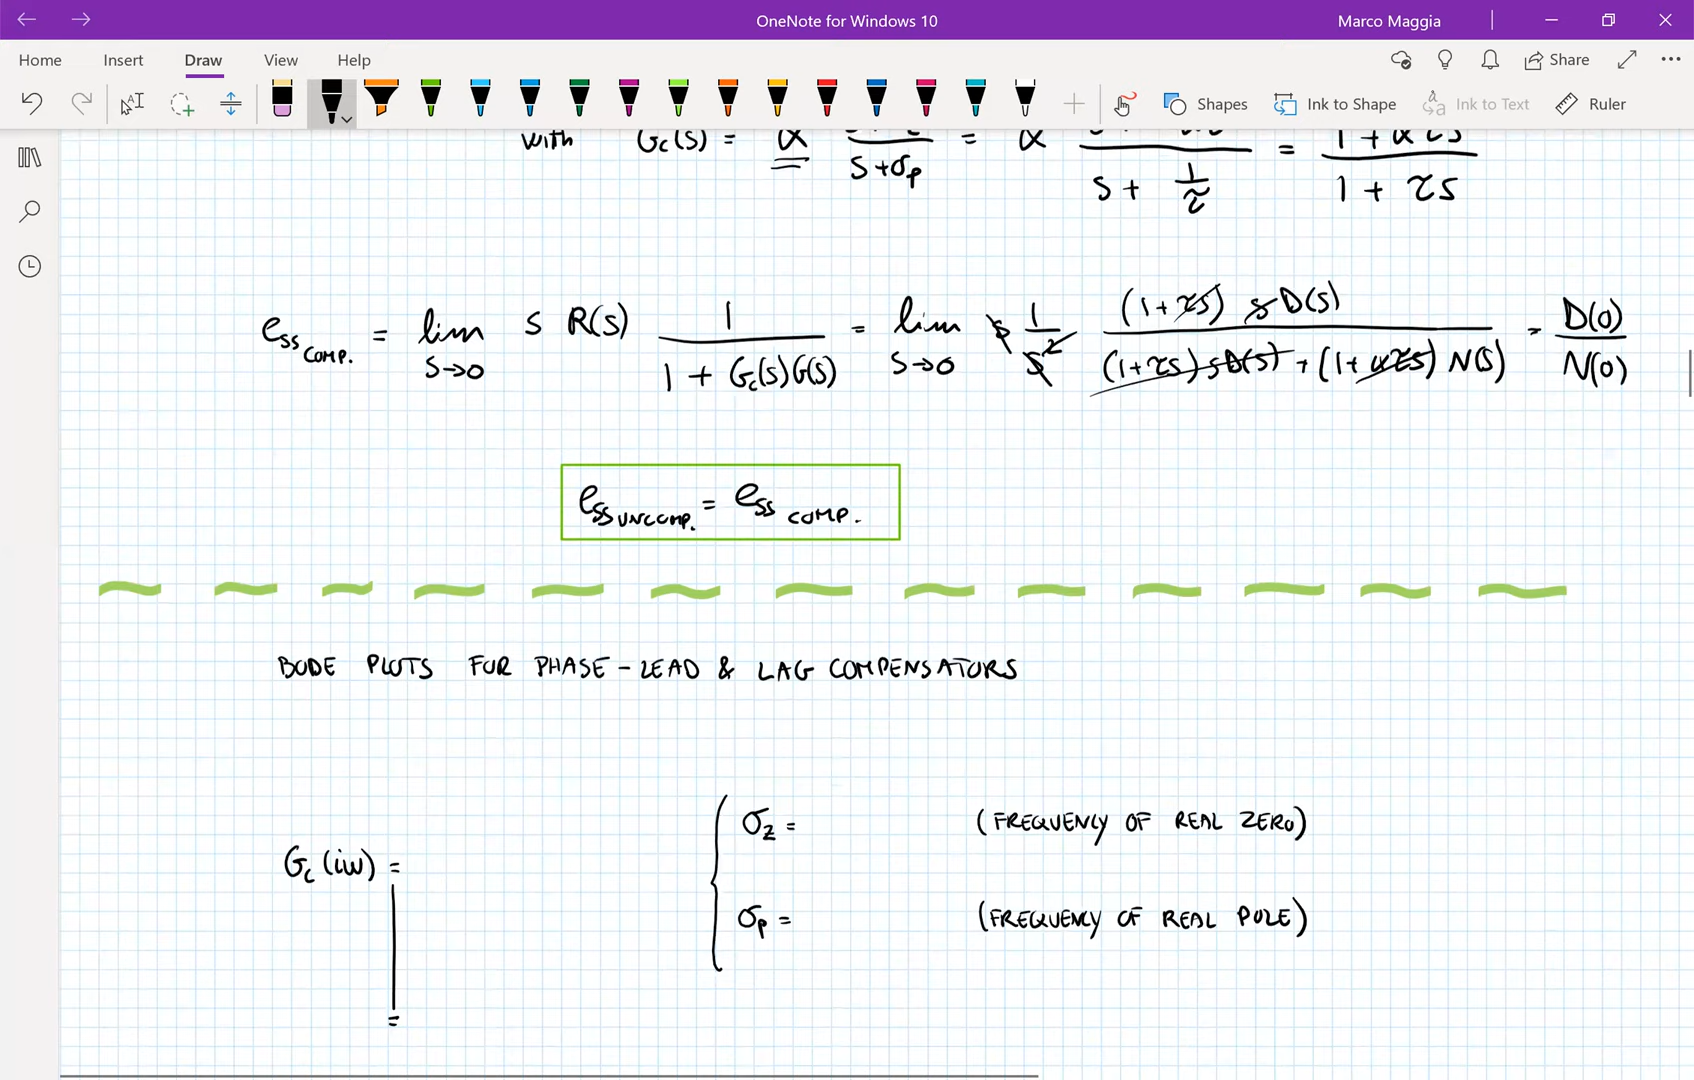 OneNote for Windows 10
Marco Maggia
Home Insert Draw View Help
Share
Shapes Ink to Shape Ink to Text Ruler
with Gc(s) = α / s+σp = α / s + 1/τ = 1 + ατs / 1 + τs
ess COMP. = lim s→0 s R(s) 1 / 1 + Gc(s)G(s) = lim s→0 s 1/s² (1+τs) sD(s) / (1+τs) sD(s) + (1+ατs) N(s) = D(0) / N(0)
ess UNCOMP. = ess COMP.
BODE PLOTS FOR PHASE-LEAD & LAG COMPENSATORS
σz = (FREQUENCY OF REAL ZERO)
Gc(iω) =
σp = (FREQUENCY OF REAL POLE)
=